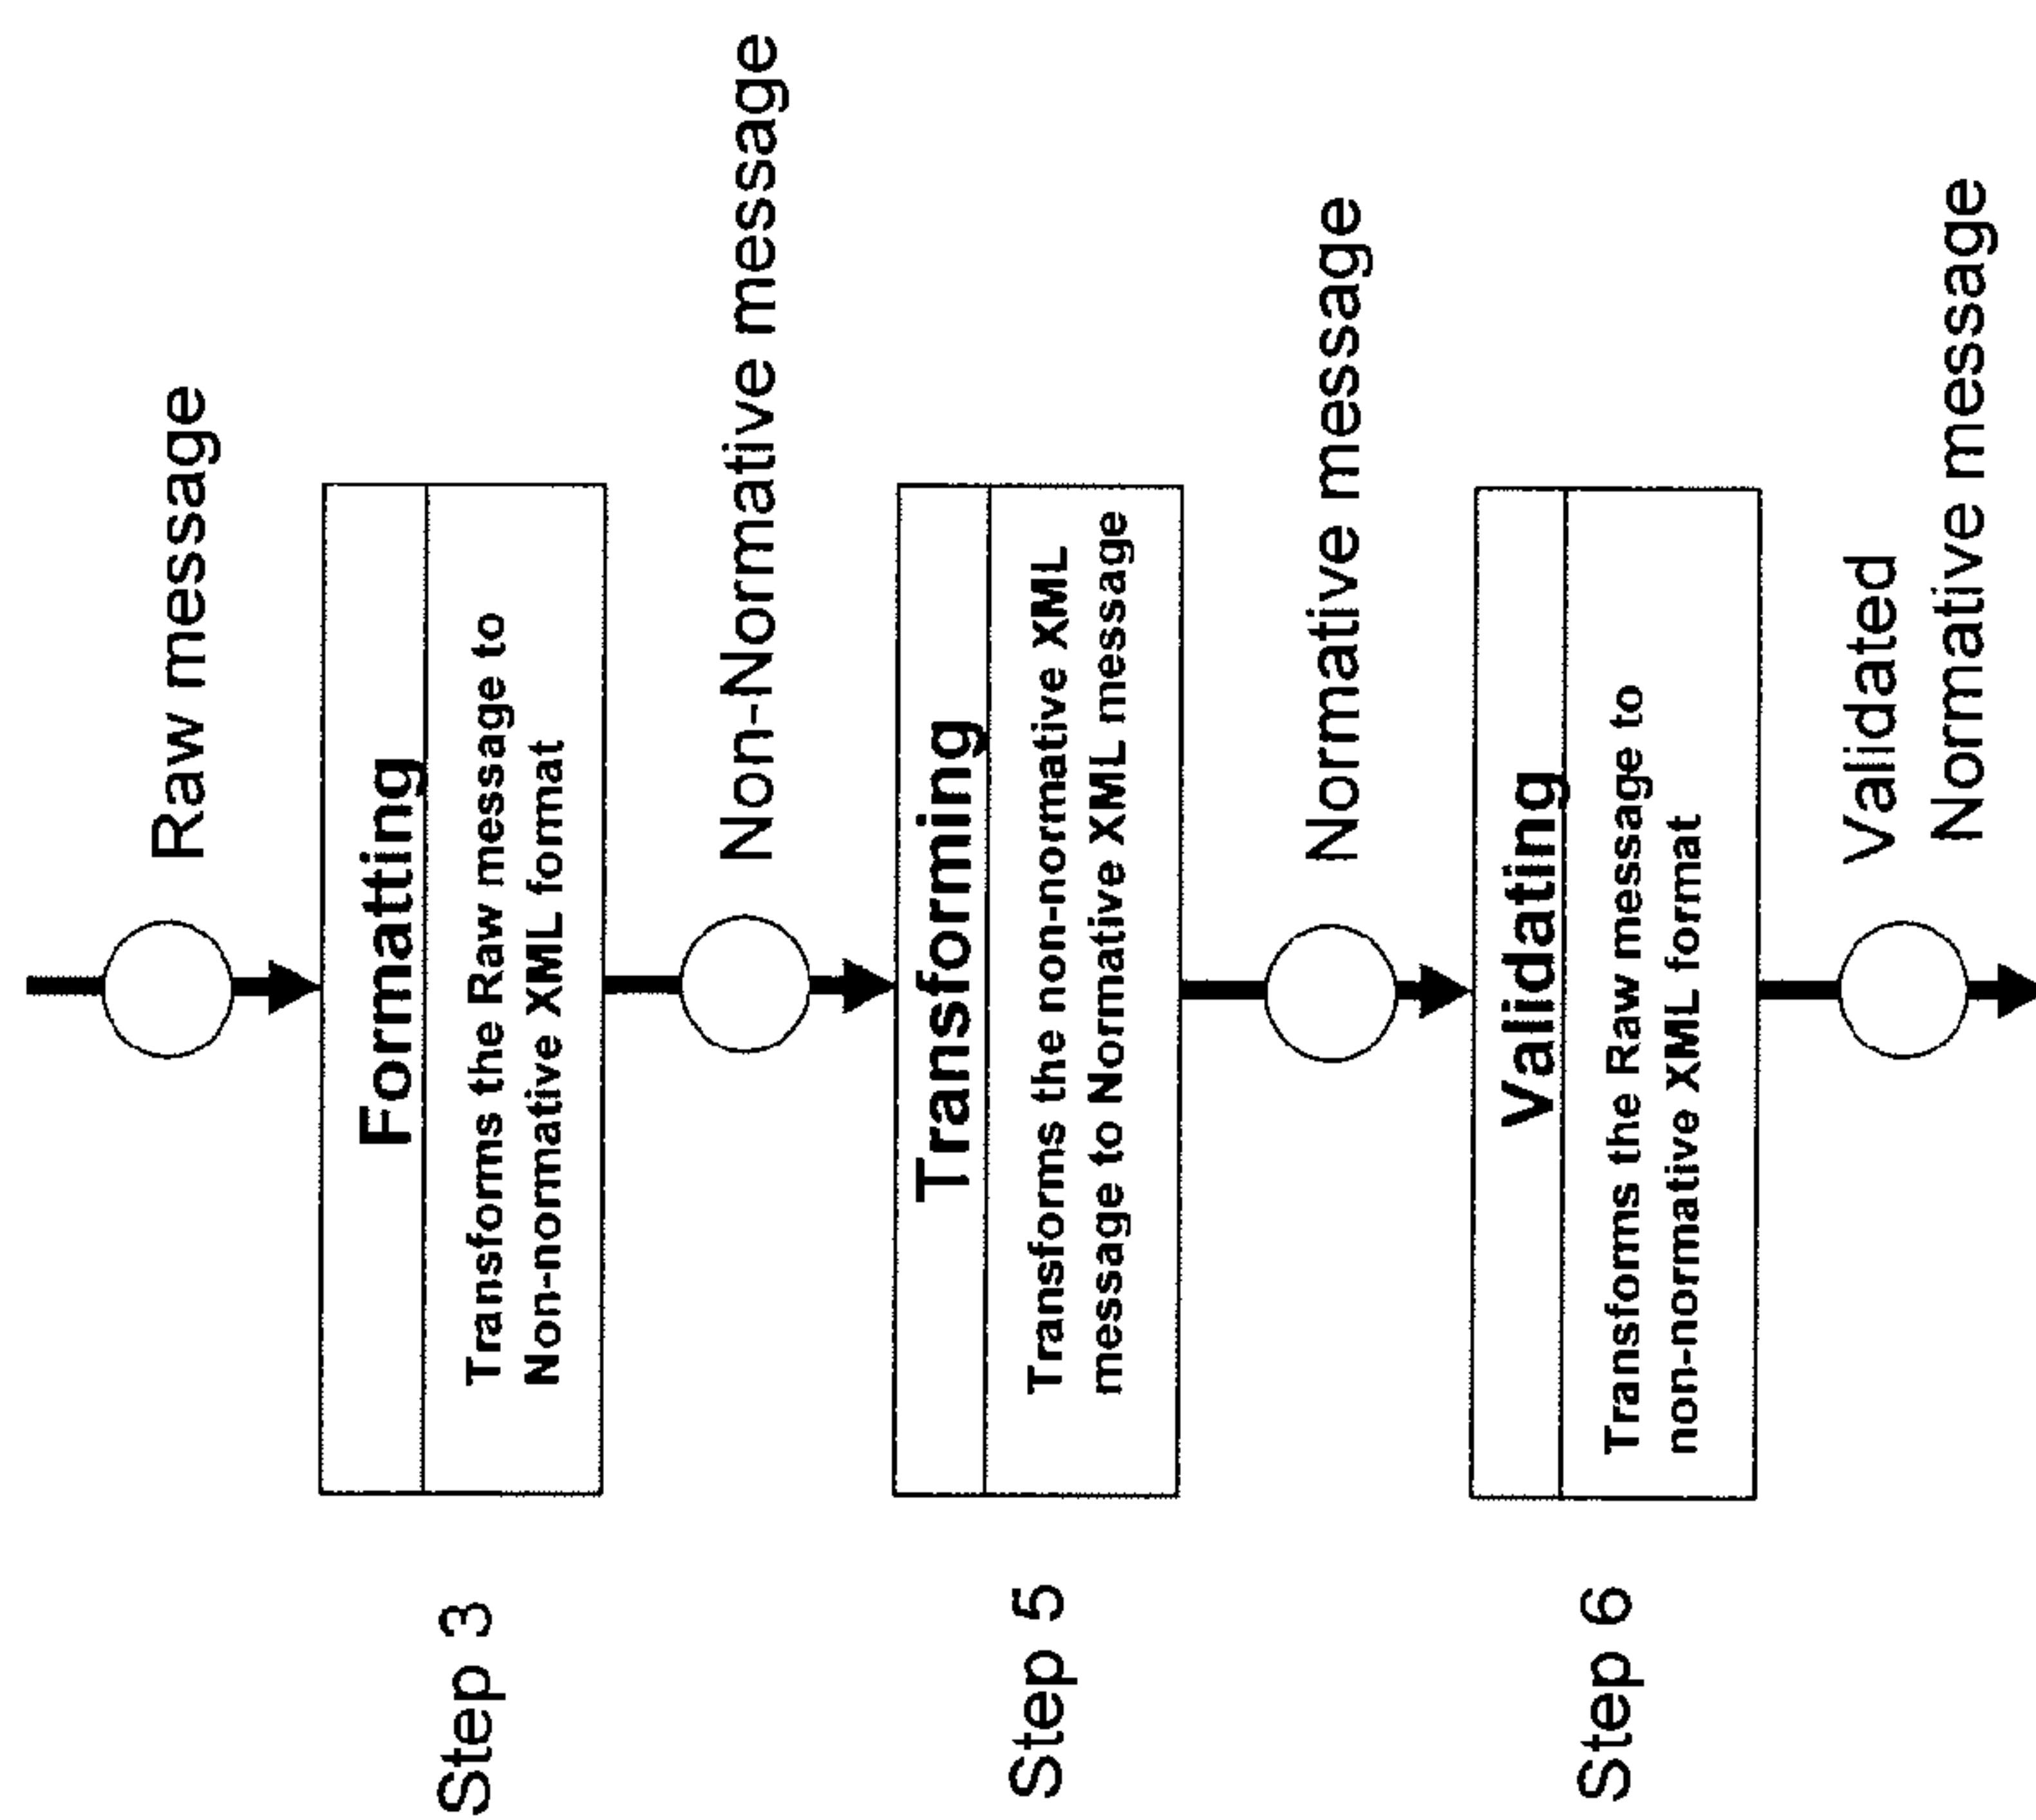 Raw message
Step 3
Formatting
Transforms the Raw message to
Non-normative XML format
Non-Normative message
Step 5
Transforming
Transforms the non-normative XML
message to Normative XML message
Normative message
Step 6
Validating
Transforms the Raw message to
non-normative XML format
Validated
Normative message